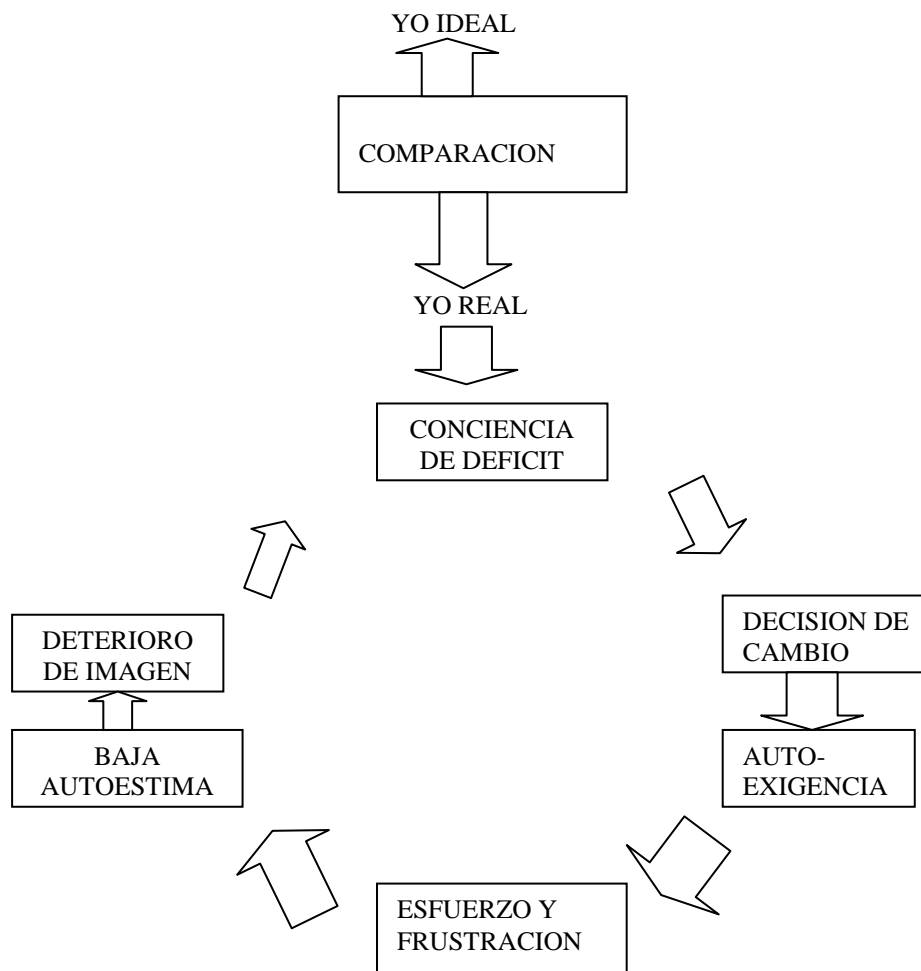 YO IDEAL
COMPARACION
YO REAL
CONCIENCIA
DE DEFICIT
DECISION DE
CAMBIO
AUTO-
EXIGENCIA
ESFUERZO Y
FRUSTRACION
BAJA
AUTOESTIMA
DETERIORO
DE IMAGEN